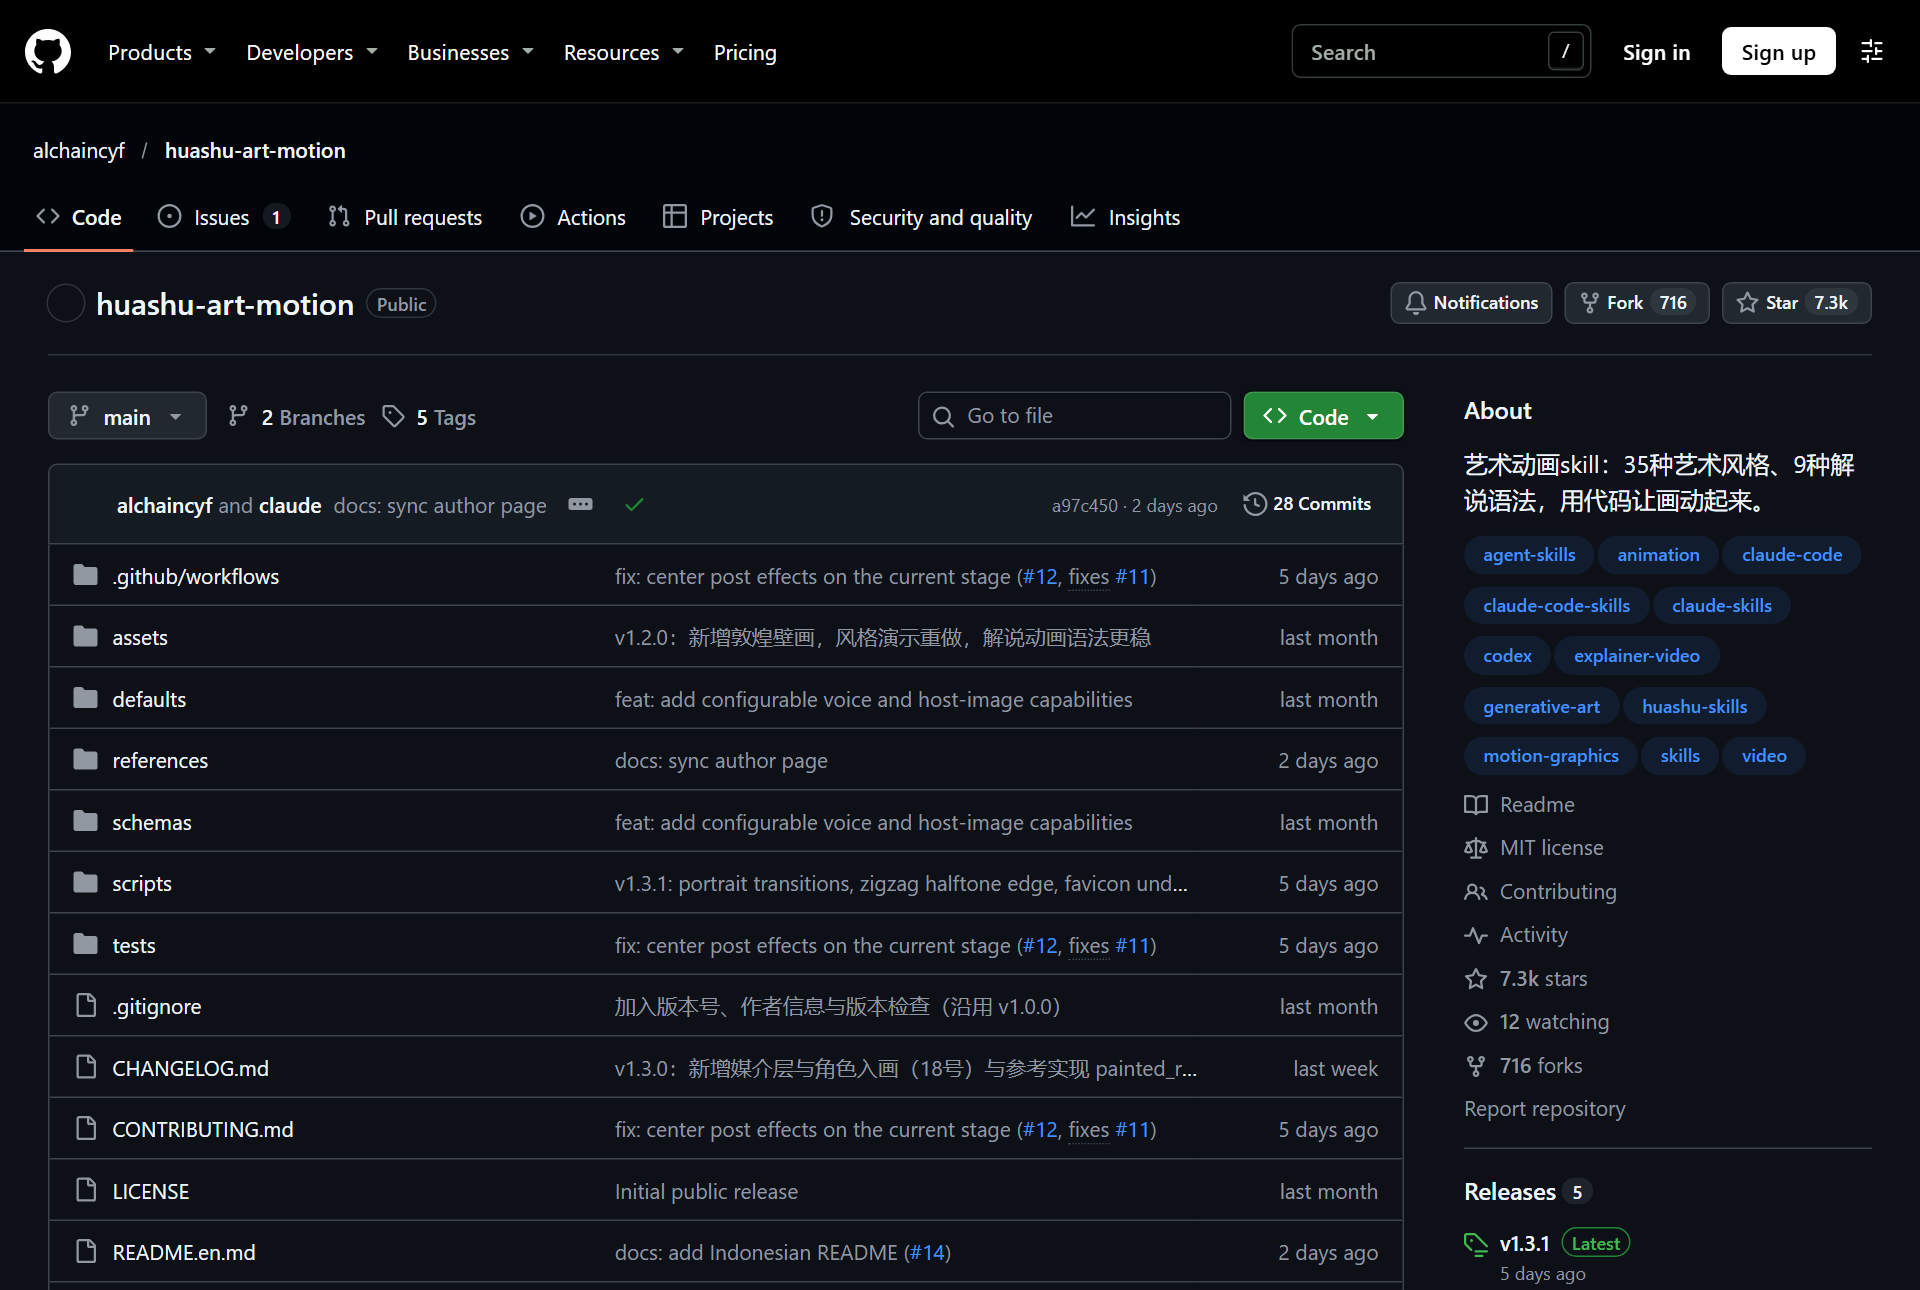 Products Developers Businesses Resources Pricing Search / Sign in Sign up
alchaincyf / huashu-art-motion
Code Issues 1 Pull requests Actions Projects Security and quality Insights
huashu-art-motion Public Notifications Fork 716 Star 7.3k
main 2 Branches 5 Tags Go to file Code
alchaincyf and claude docs: sync author page a97c450 · 2 days ago 28 Commits
.github/workflows fix: center post effects on the current stage (#12, fixes #11) 5 days ago
assets v1.2.0：新增敦煌壁画，风格演示重做，解说动画语法更稳 last month
defaults feat: add configurable voice and host-image capabilities last month
references docs: sync author page 2 days ago
schemas feat: add configurable voice and host-image capabilities last month
scripts v1.3.1: portrait transitions, zigzag halftone edge, favicon und... 5 days ago
tests fix: center post effects on the current stage (#12, fixes #11) 5 days ago
.gitignore 加入版本号、作者信息与版本检查（沿用 v1.0.0） last month
CHANGELOG.md v1.3.0：新增媒介层与角色入画（18号）与参考实现 painted_r... last week
CONTRIBUTING.md fix: center post effects on the current stage (#12, fixes #11) 5 days ago
LICENSE Initial public release last month
README.en.md docs: add Indonesian README (#14) 2 days ago
About
艺术动画skill：35种艺术风格、9种解
说语法，用代码让画动起来。
agent-skills animation claude-code
claude-code-skills claude-skills
codex explainer-video
generative-art huashu-skills
motion-graphics skills video
Readme
MIT license
Contributing
Activity
7.3k stars
12 watching
716 forks
Report repository
Releases 5
v1.3.1 Latest
5 days ago